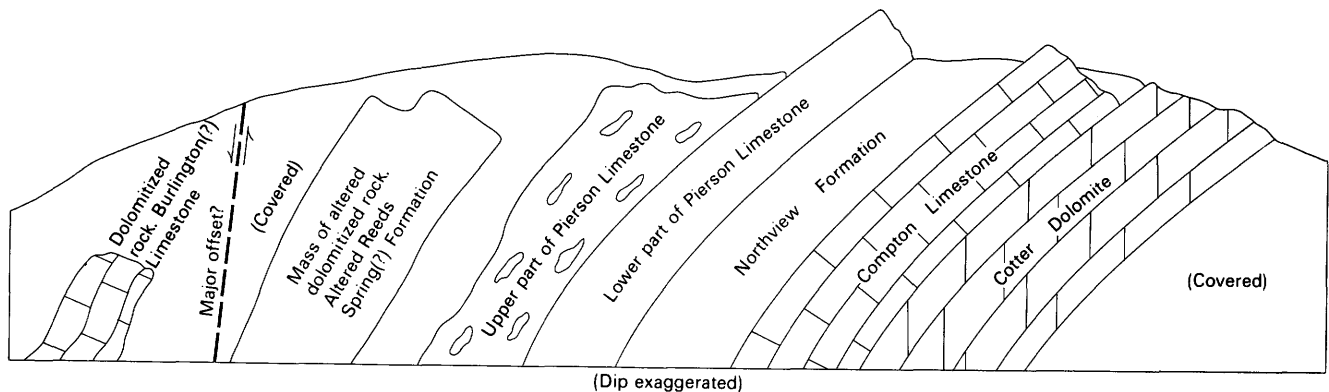 Dolomitized
rock. Burlington(?)
Limestone
Major offset?
(Covered)
Mass of altered
dolomitized rock.
Altered Reeds
Spring(?) Formation
Upper part of Pierson Limestone
Lower part of Pierson Limestone
Northview Formation
Compton Limestone
Cotter Dolomite
(Covered)
(Dip exaggerated)